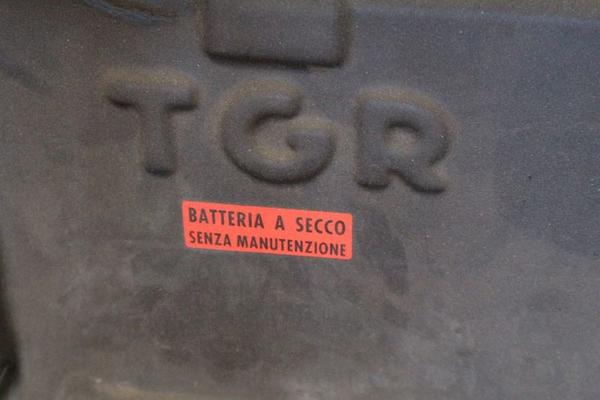 TGR
BATTERIA A SECCO
SENZA MANUTENZIONE